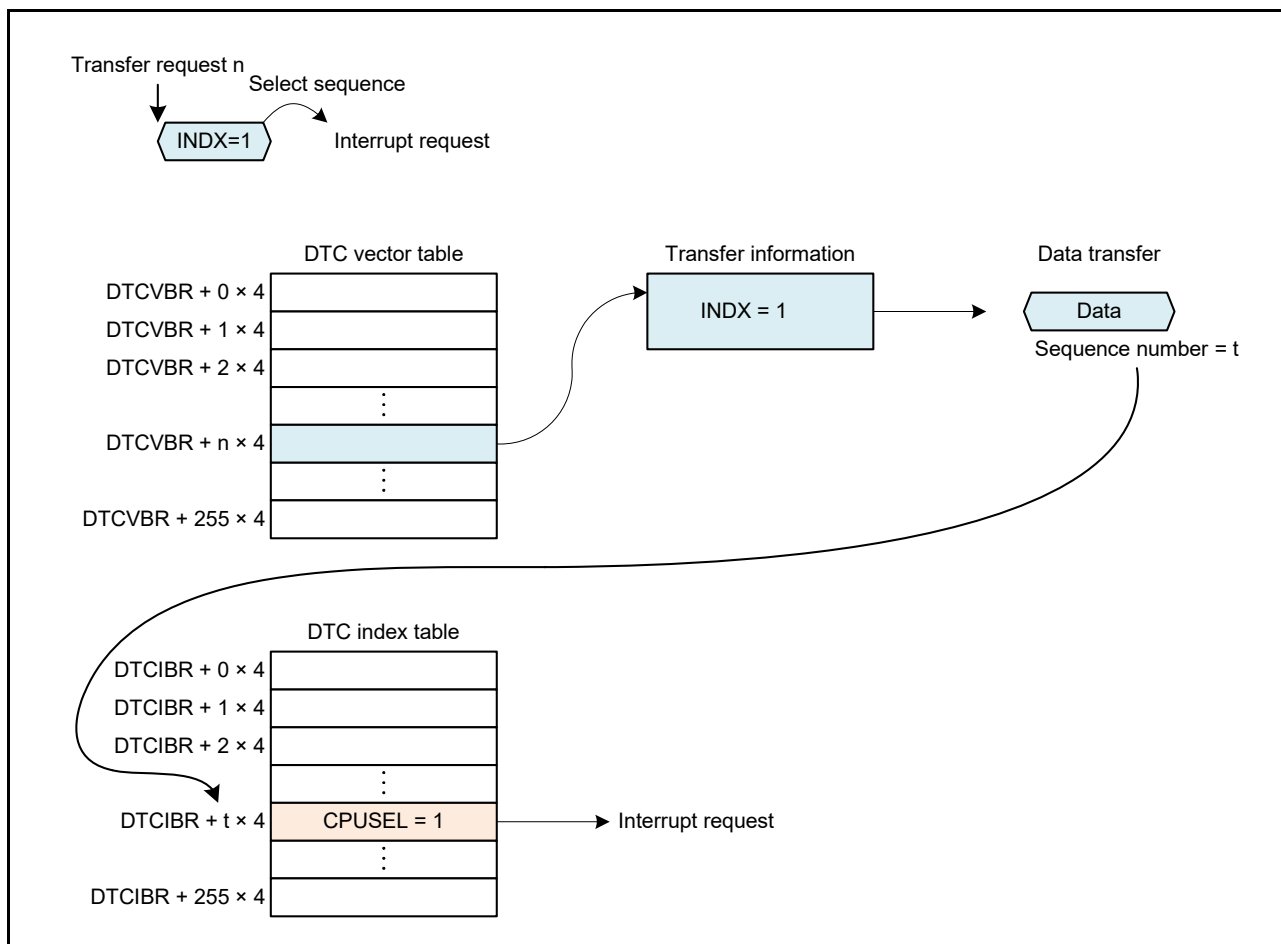 Transfer request n
Select sequence
INDX=1
Interrupt request
DTC vector table
Transfer information
Data transfer
DTCVBR + 0 × 4
DTCVBR + 1 × 4
DTCVBR + 2 × 4
⋮
DTCVBR + n × 4
⋮
DTCVBR + 255 × 4
INDX = 1
Data
Sequence number = t
DTC index table
DTCIBR + 0 × 4
DTCIBR + 1 × 4
DTCIBR + 2 × 4
⋮
DTCIBR + t × 4
CPUSEL = 1
Interrupt request
⋮
DTCIBR + 255 × 4